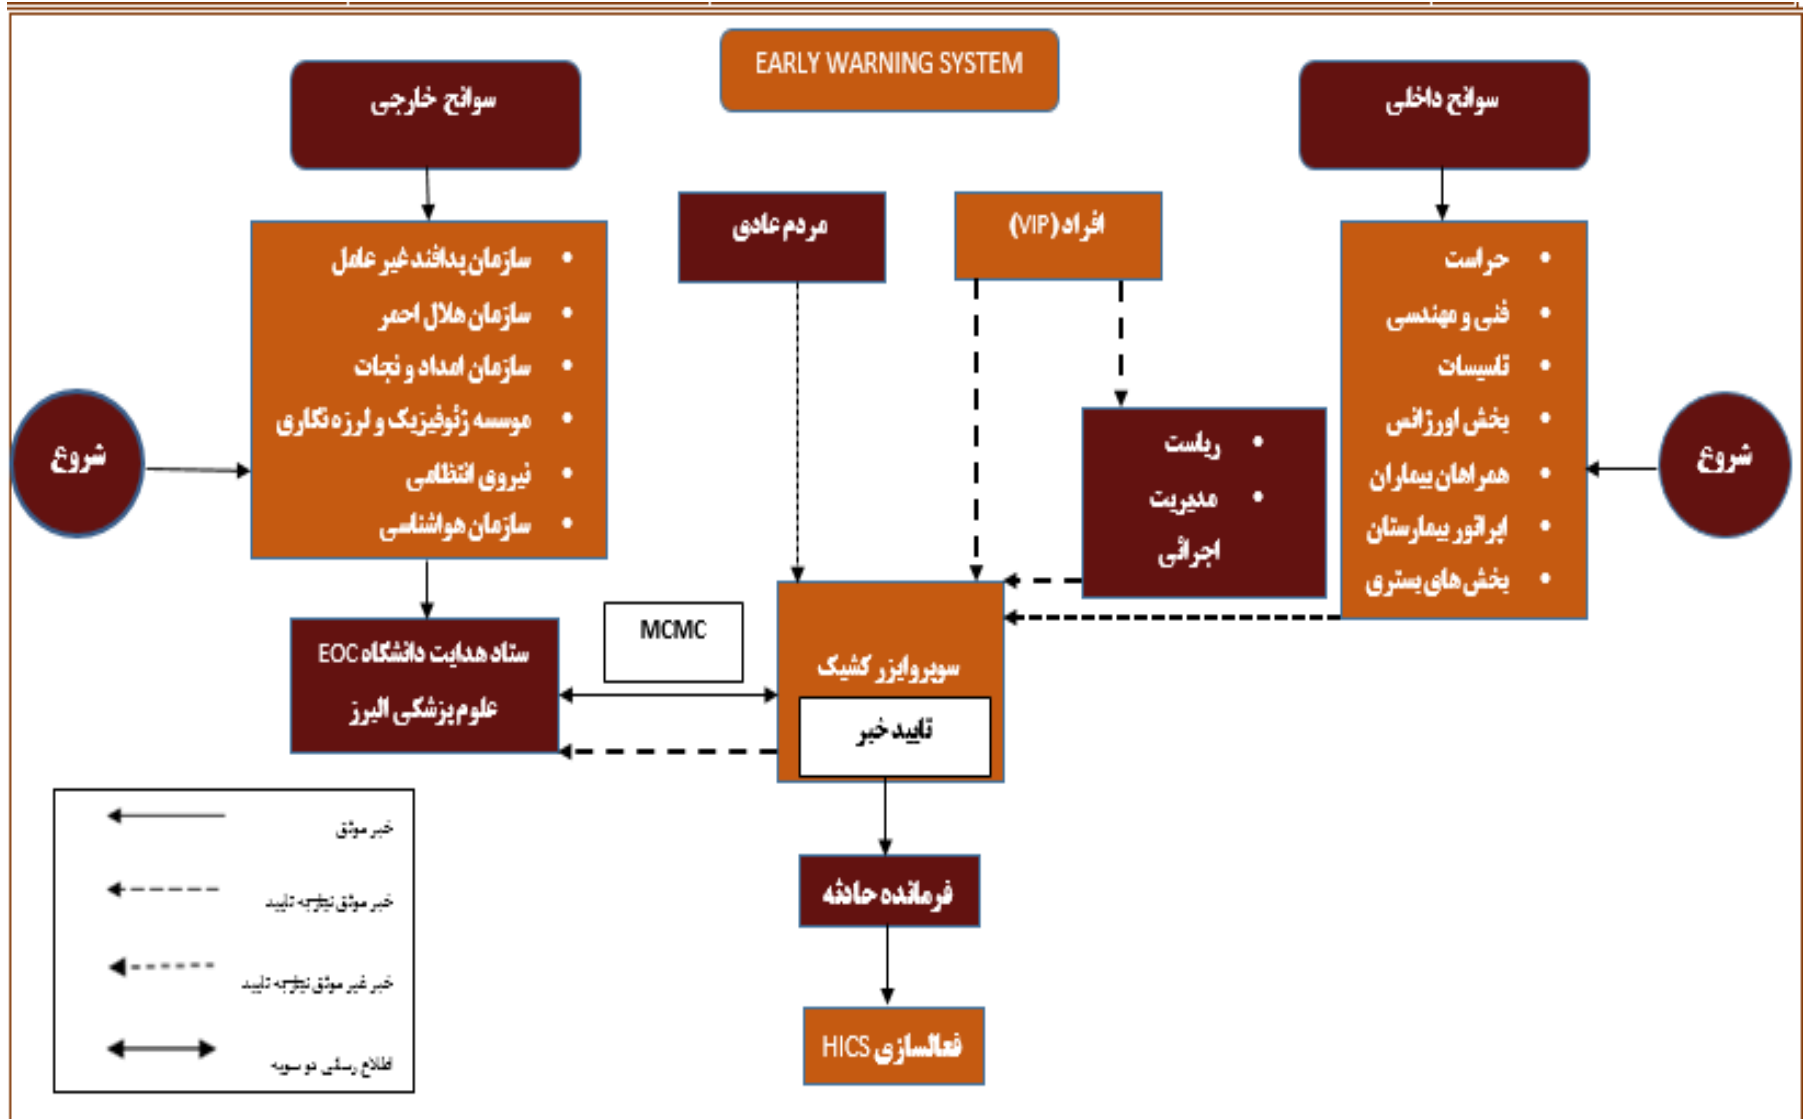 EARLY WARNING SYSTEM
سوانح داخلی
سوانح خارجی
افراد (VIP)
مردم عادی
• حراست
• فنی و مهندسی
• تاسیسات
• بخش اورژانس
• همراهان بیماران
• اپراتور بیمارستان
• بخش های بستری
شروع
• سازمان پدافند غیر عامل
• سازمان هلال احمر
• سازمان امداد و نجات
• موسسه ژئوفیزیک و لرزه نگاری
• نیروی انتظامی
• سازمان هواشناسی
شروع
• ریاست
• مدیریت
اجرائی
سوپروایزر کشیک
تایید خبر
MCMC
ستاد هدایت دانشگاه EOC
علوم پزشکی البرز
فرمانده حادثه
فعالسازی HICS
خبر موثق
خبر موثق نیاز به تایید
خبر غیر موثق نیاز به تایید
اطلاع رسانی دو سویه